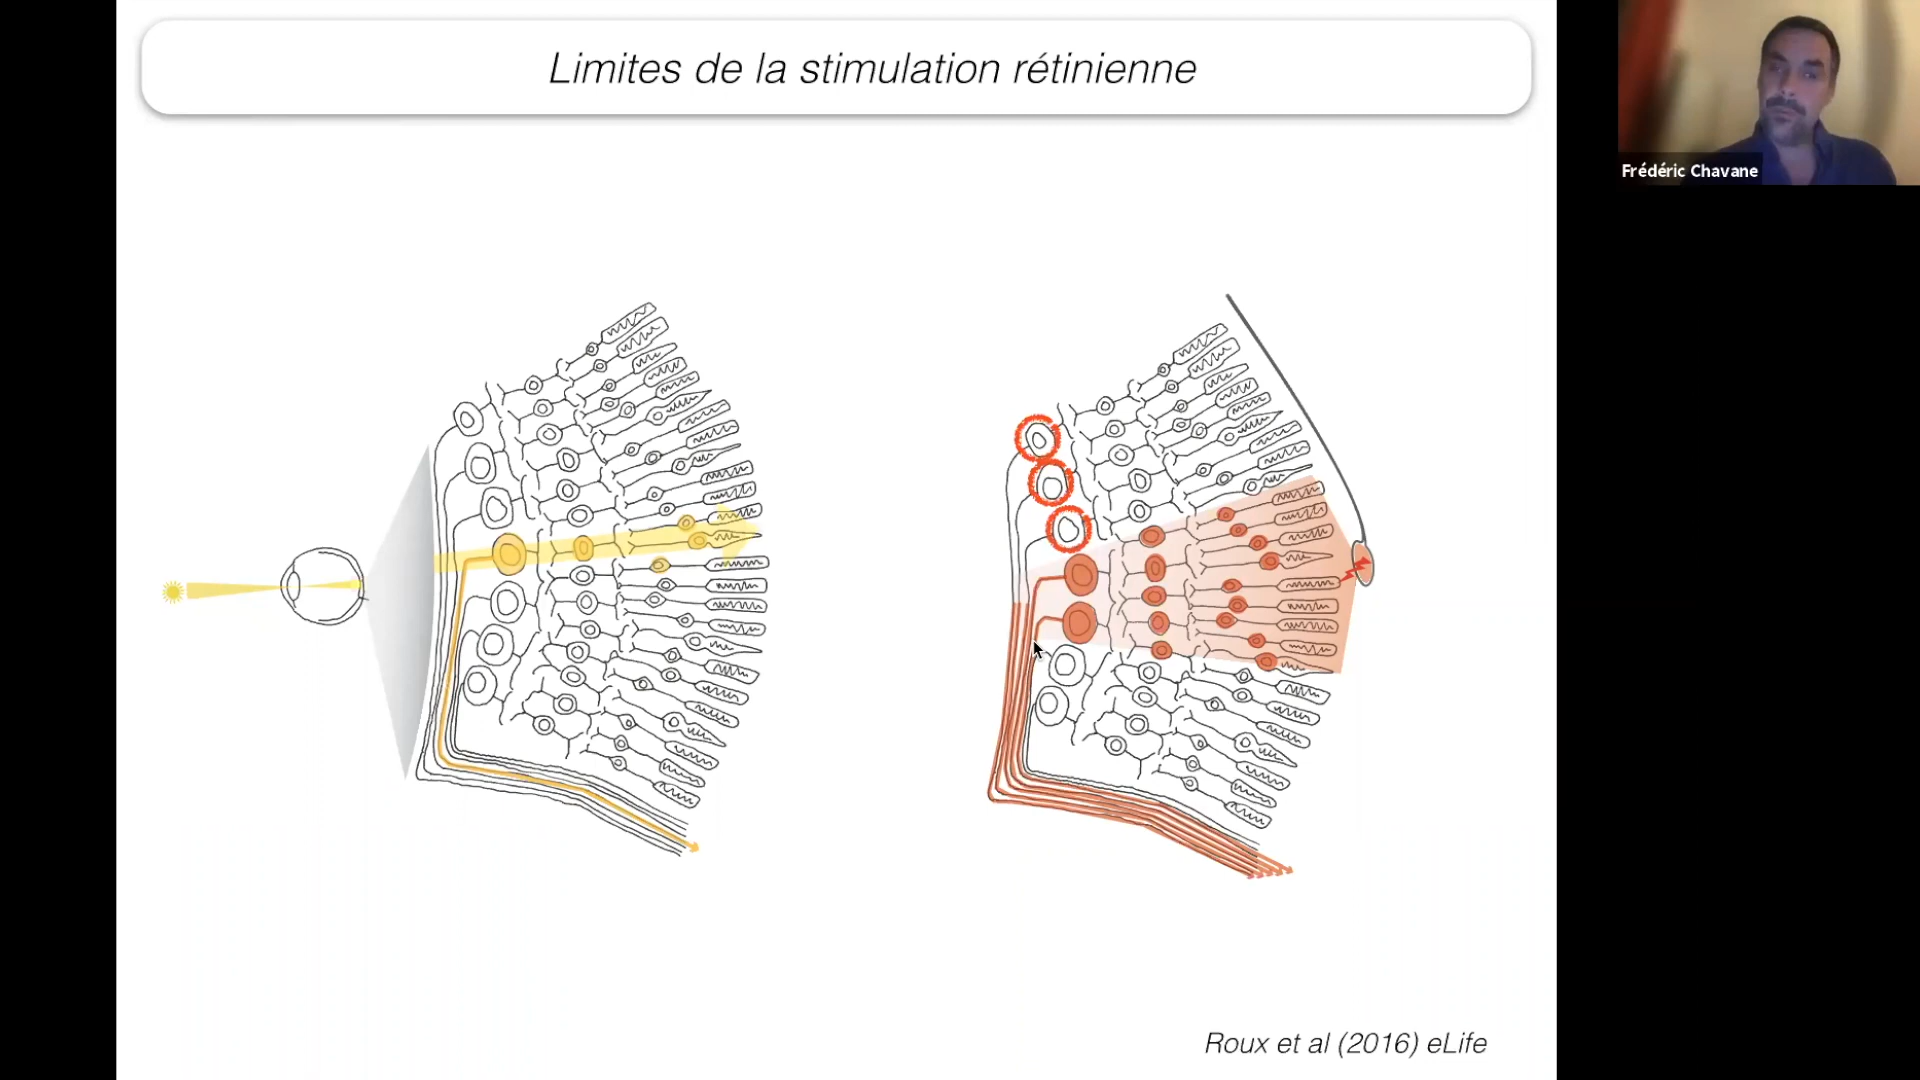 Limites de la stimulation rétinienne
Frédéric Chavane
Roux et al (2016) eLife